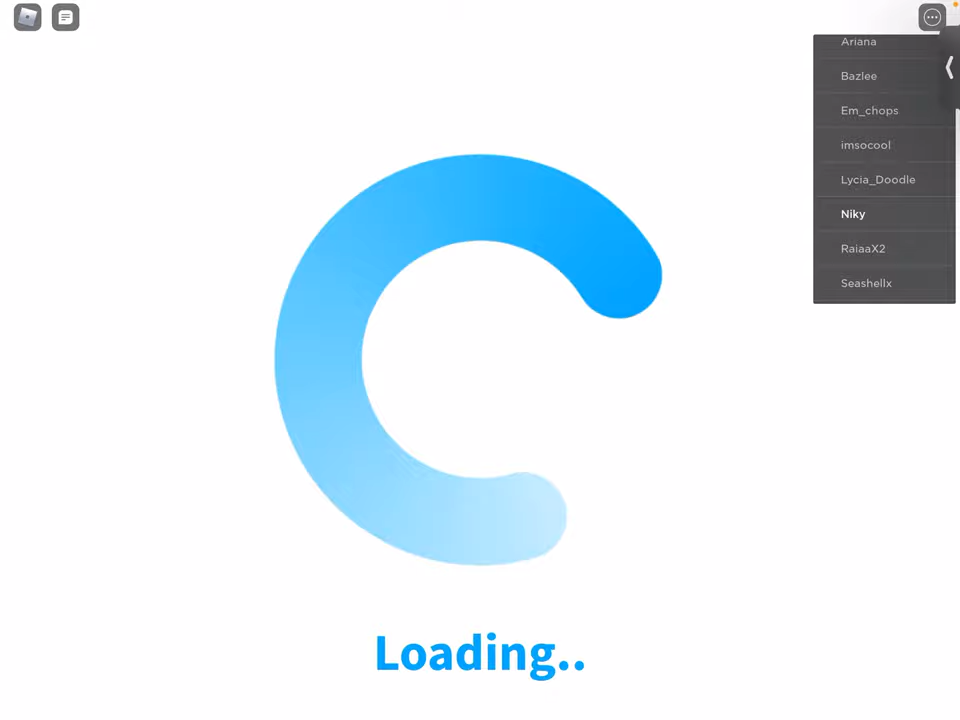 Ariana
Bazlee
Em_chops
imsocool
Lycia_Doodle
Niky
RaiaaX2
Seashellx
Loading..